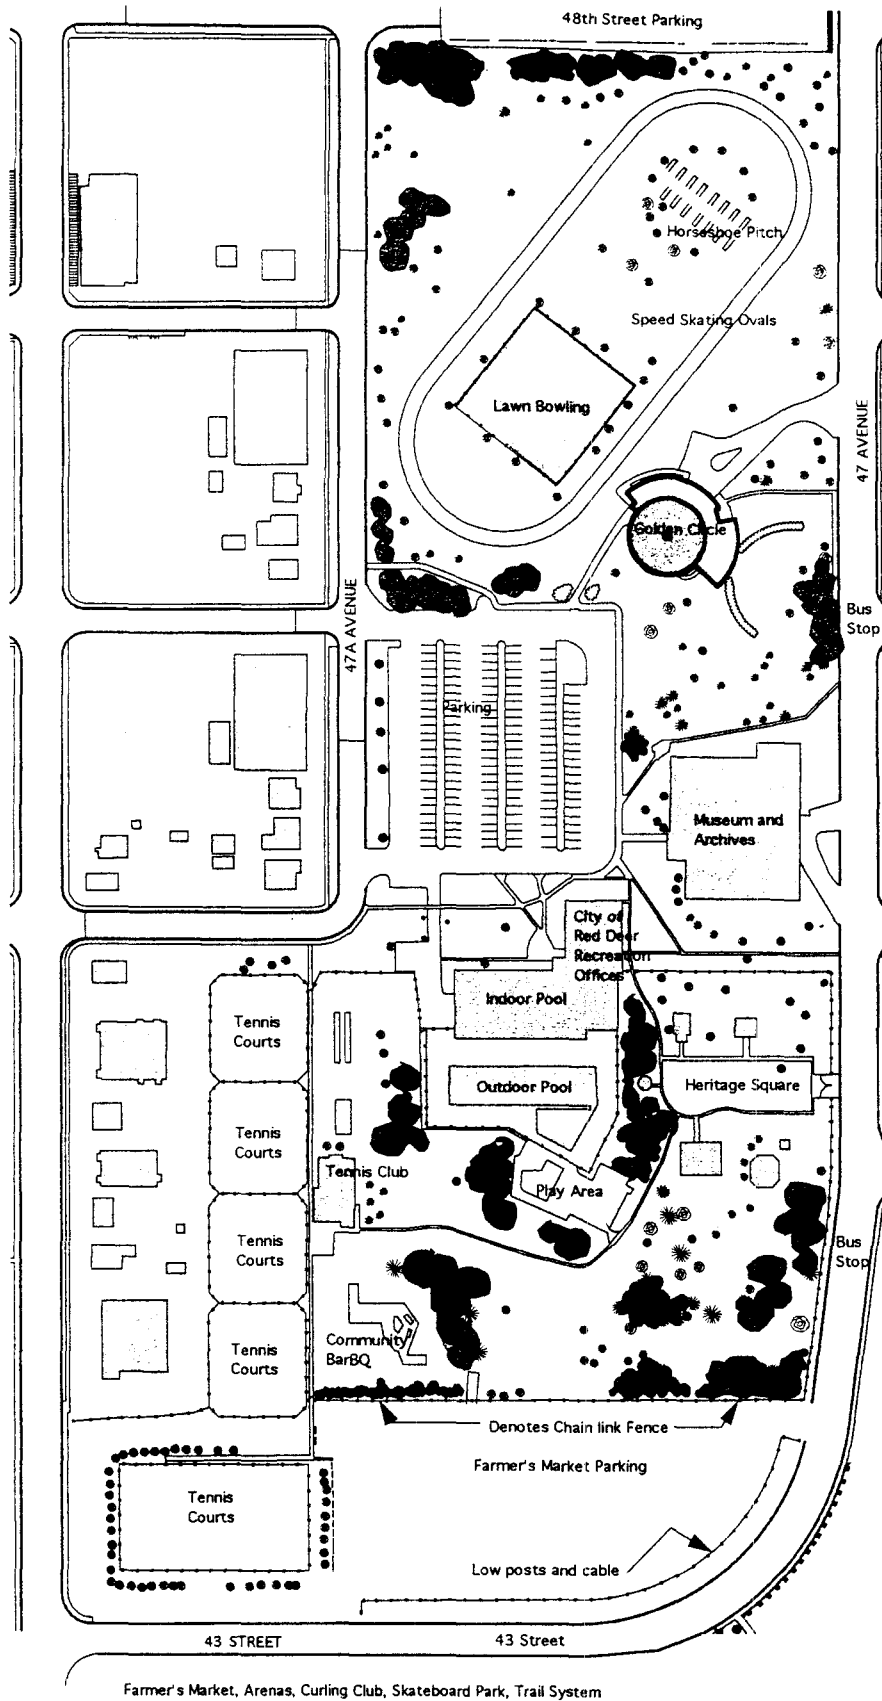 48th Street Parking
Horseshoe Pitch
Speed Skating Ovals
Lawn Bowling
47 AVENUE
Golden Circle
47A AVENUE
Bus
Stop
Parking
Museum and
Archives
City of
Red Deer
Recreation
Offices
Indoor Pool
Tennis
Courts
Outdoor Pool
Heritage Square
Tennis
Courts
Tennis Club
Play Area
Tennis
Courts
Bus
Stop
Community
BarBQ
Tennis
Courts
Denotes Chain link Fence
Farmer's Market Parking
Tennis
Courts
Low posts and cable
43 STREET
43 Street
Farmer's Market, Arenas, Curling Club, Skateboard Park, Trail System